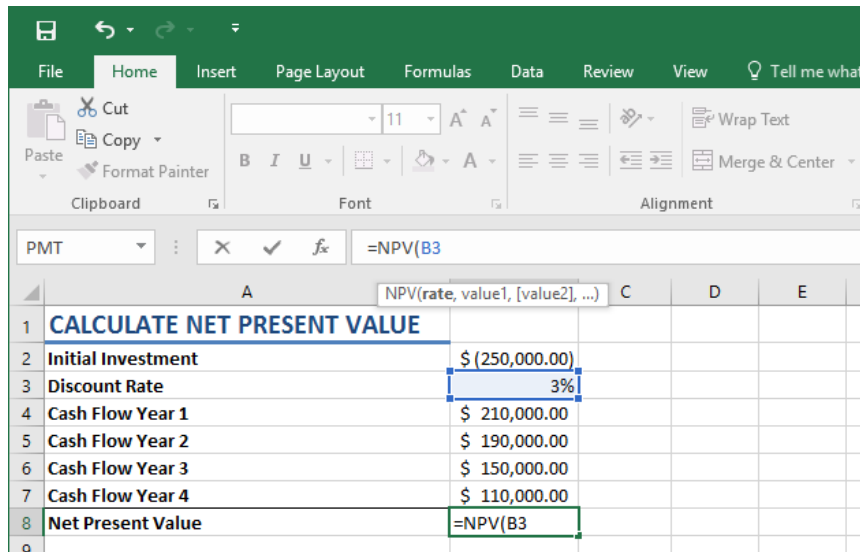 File Home Insert Page Layout Formulas Data Review View Tell me what
Cut
Copy
Paste
Format Painter
11 A A
B I U A
Wrap Text
Merge & Center
Clipboard Font Alignment
PMT fx =NPV(B3
NPV(rate, value1, [value2], ...)
A C D E
1 CALCULATE NET PRESENT VALUE
2 Initial Investment $ (250,000.00)
3 Discount Rate 3%
4 Cash Flow Year 1 $ 210,000.00
5 Cash Flow Year 2 $ 190,000.00
6 Cash Flow Year 3 $ 150,000.00
7 Cash Flow Year 4 $ 110,000.00
8 Net Present Value =NPV(B3
9